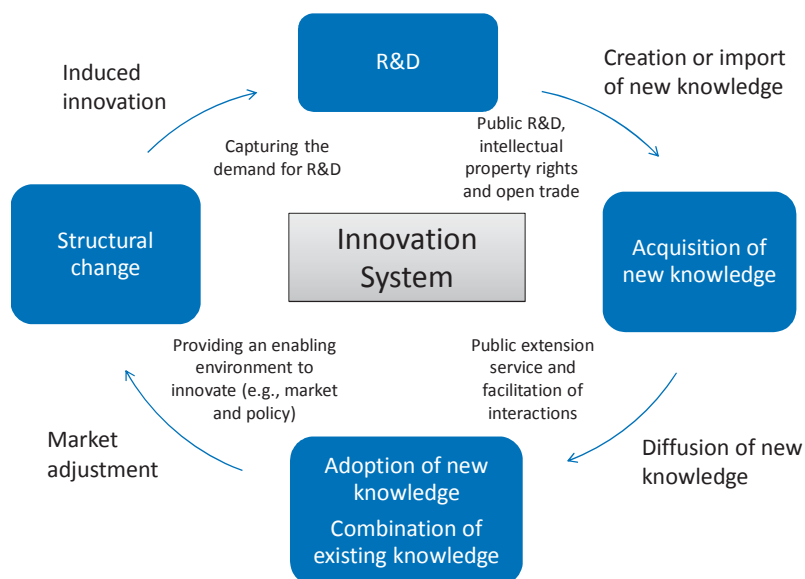 R&D
Induced
innovation
Creation or import
of new knowledge
Capturing the
demand for R&D
Public R&D,
intellectual
property rights
and open trade
Structural
change
Innovation
System
Acquisition of
new knowledge
Providing an enabling
environment to
innovate (e.g., market
and policy)
Public extension
service and
facilitation of
interactions
Market
adjustment
Diffusion of new
knowledge
Adoption of new
knowledge
Combination of
existing knowledge